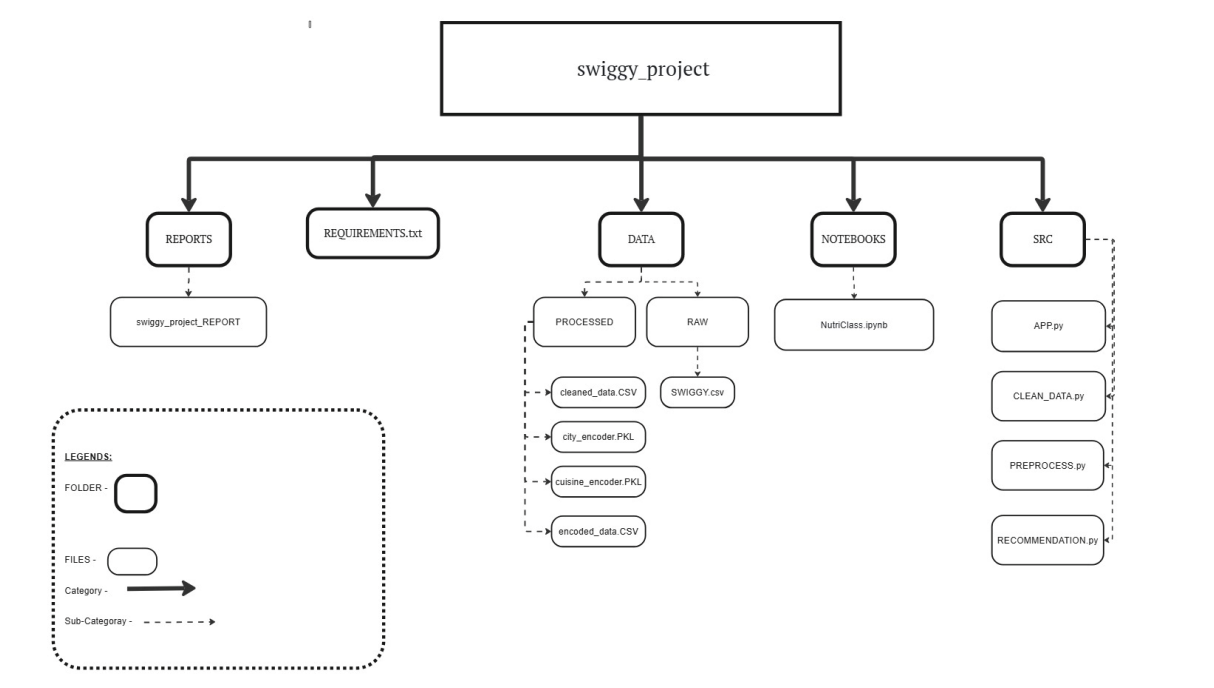 swiggy_project
REPORTS
REQUIREMENTS.txt
DATA
NOTEBOOKS
SRC
swiggy_project_REPORT
PROCESSED
RAW
NutriClass.ipynb
APP.py
cleaned_data.CSV
SWIGGY.csv
CLEAN_DATA.py
city_encoder.PKL
PREPROCESS.py
cuisine_encoder.PKL
encoded_data.CSV
RECOMMENDATION.py
LEGENDS:
FOLDER -
FILES -
Category -
Sub-Categoray -